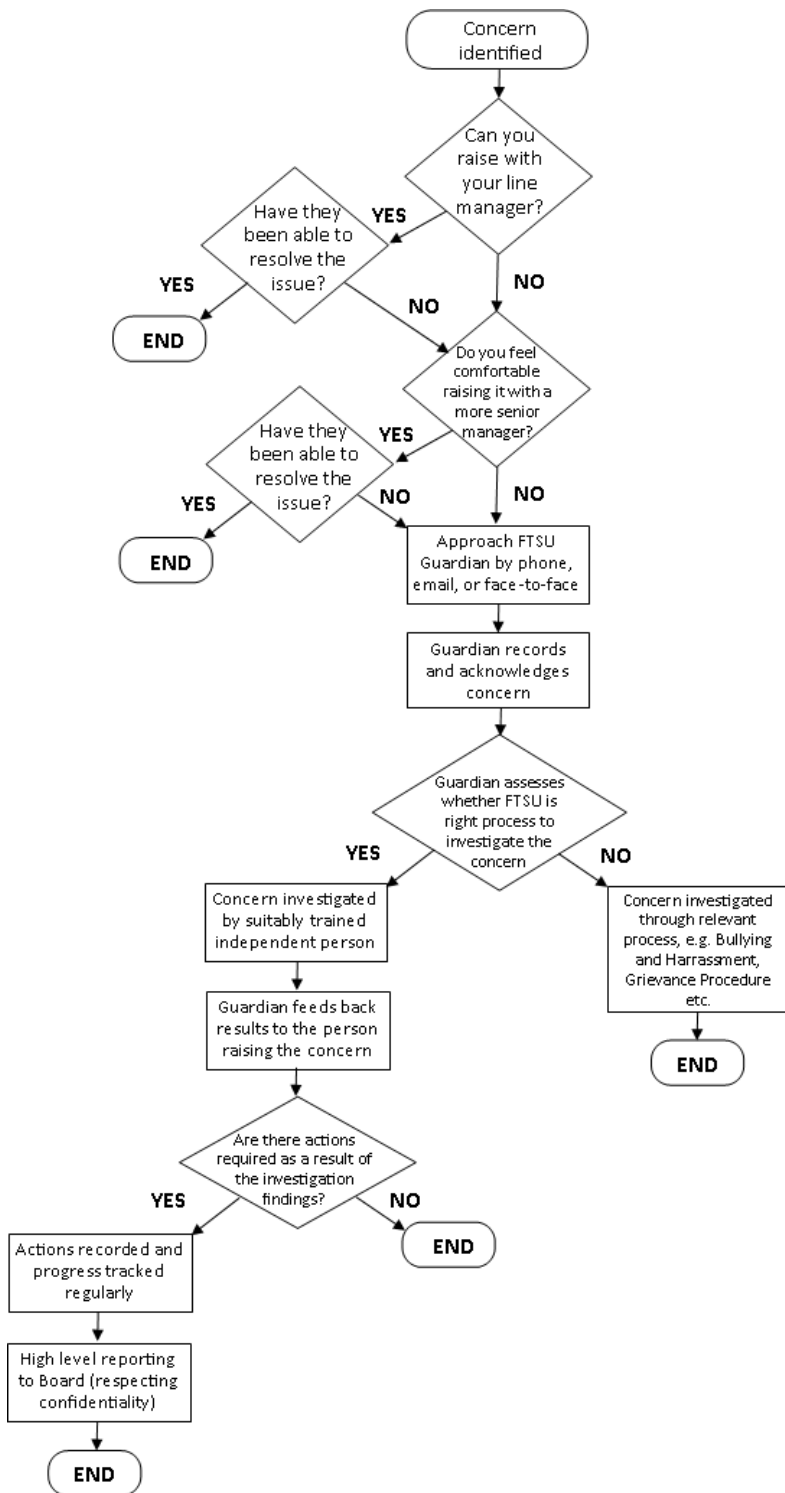 Concern
identified
Can you
raise with
your line
manager?
YES
Have they
been able to
resolve the
issue?
YES
NO
NO
END
Do you feel
comfortable
raising it with a
more senior
manager?
YES
Have they
been able to
resolve the
issue?
YES
NO
NO
END
Approach FTSU
Guardian by phone,
email, or face-to-face
Guardian records
and acknowledges
concern
Guardian assesses
whether FTSU is
right process to
investigate the
concern
YES
NO
Concern investigated
by suitably trained
independent person
Concern investigated
through relevant
process, e.g. Bullying
and Harrassment,
Grievance Procedure
etc.
Guardian feeds back
results to the person
raising the concern
END
Are there actions
required as a result of
the investigation
findings?
YES
NO
END
Actions recorded and
progress tracked
regularly
High level reporting
to Board (respecting
confidentiality)
END